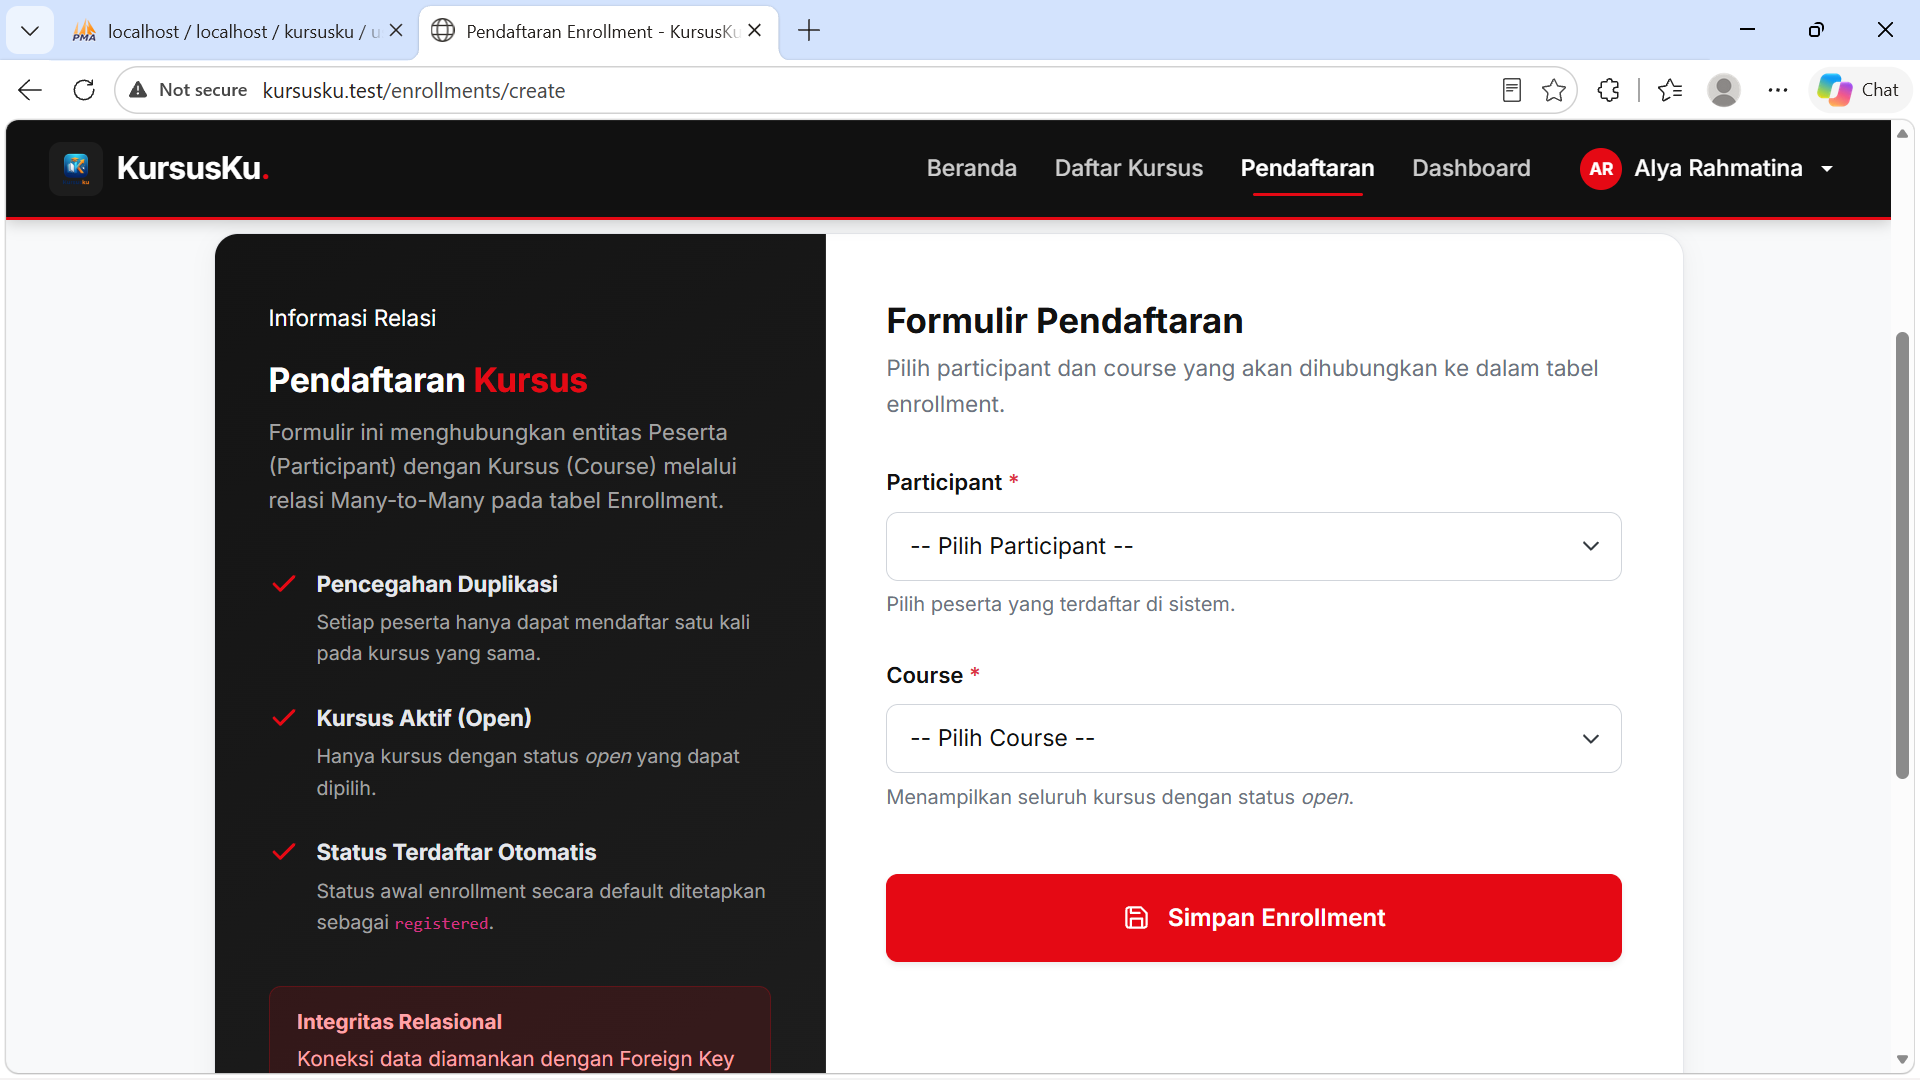 localhost / localhost / kursusku / u
Pendaftaran Enrollment - KursusKu
Not secure
kursusku.test/enrollments/create
Chat
KursusKu.
Beranda
Daftar Kursus
Pendaftaran
Dashboard
AR
Alya Rahmatina
Informasi Relasi
Pendaftaran Kursus
Formulir ini menghubungkan entitas Peserta
(Participant) dengan Kursus (Course) melalui
relasi Many-to-Many pada tabel Enrollment.
Pencegahan Duplikasi
Setiap peserta hanya dapat mendaftar satu kali
pada kursus yang sama.
Kursus Aktif (Open)
Hanya kursus dengan status open yang dapat
dipilih.
Status Terdaftar Otomatis
Status awal enrollment secara default ditetapkan
sebagai registered.
Integritas Relasional
Koneksi data diamankan dengan Foreign Key
Formulir Pendaftaran
Pilih participant dan course yang akan dihubungkan ke dalam tabel
enrollment.
Participant *
-- Pilih Participant --
Pilih peserta yang terdaftar di sistem.
Course *
-- Pilih Course --
Menampilkan seluruh kursus dengan status open.
Simpan Enrollment